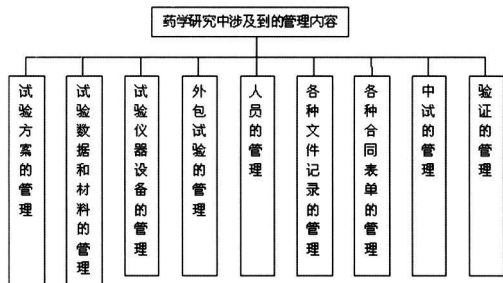 药学研究中涉及到的管理内容
试验方案的管理
试验数据和材料的管理
试验仪器设备的管理
外包试验的管理
人员的管理
各种文件记录的管理
各种合同表单的管理
中试的管理
验证的管理